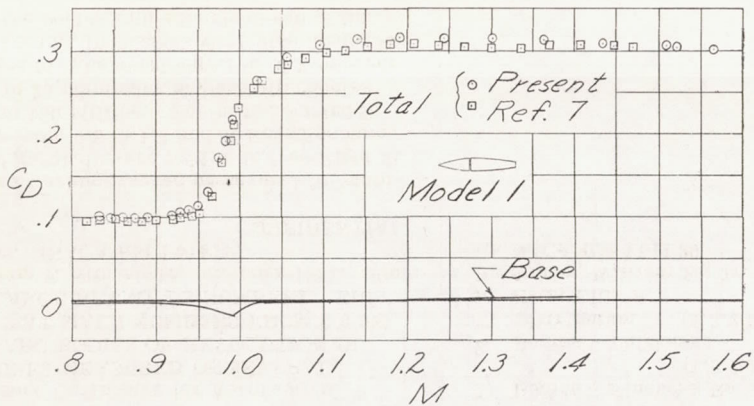 .3
.2
C_D
.1
0
Total
⊙ Present
⊡ Ref. 7
Model 1
Base
.8 .9 1.0 1.1 1.2 1.3 1.4 1.5 1.6
M